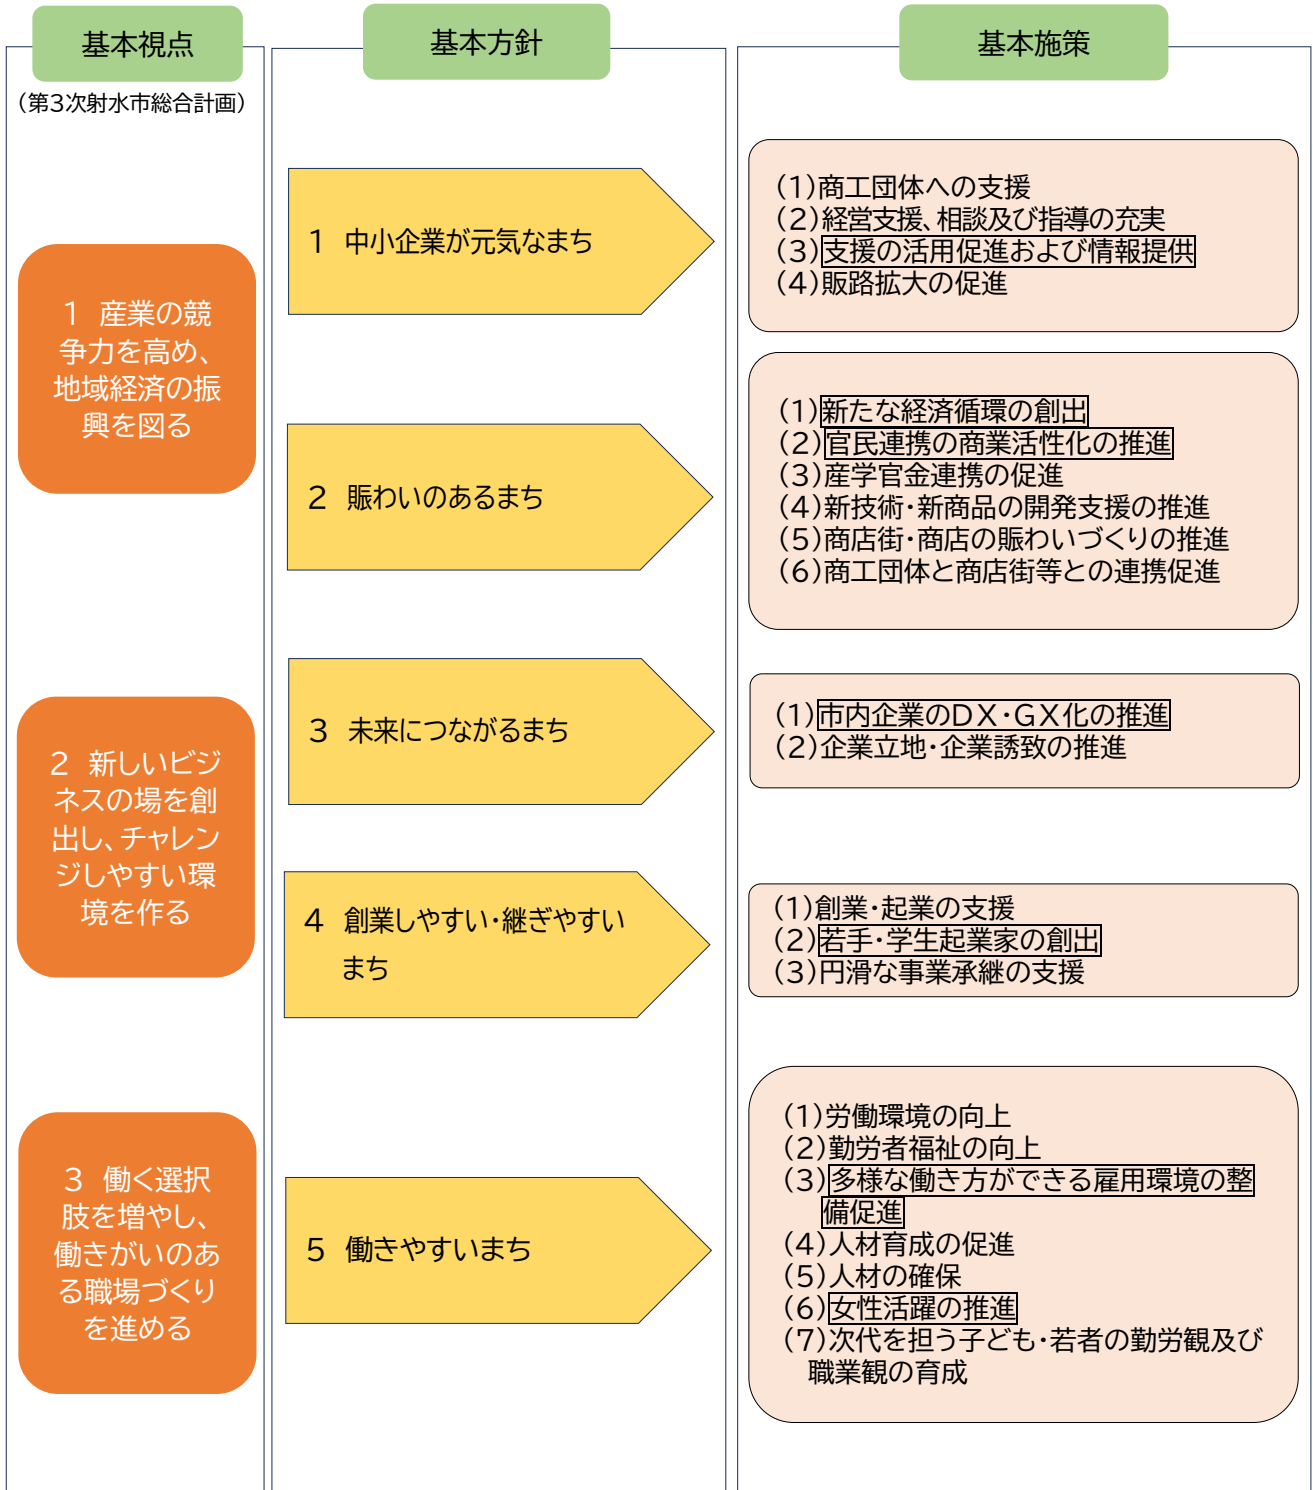 基本視点
(第3次射水市総合計画)
1 産業の競
争力を高め、
地域経済の振
興を図る
2 新しいビジ
ネスの場を創
出し、チャレン
ジしやすい環
境を作る
3 働く選択
肢を増やし、
働きがいのあ
る職場づくり
を進める
基本方針
1 中小企業が元気なまち
2 賑わいのあるまち
3 未来につながるまち
4 創業しやすい・継ぎやすい
まち
5 働きやすいまち
基本施策
(1)商工団体への支援
(2)経営支援、相談及び指導の充実
(3)支援の活用促進および情報提供
(4)販路拡大の促進
(1)新たな経済循環の創出
(2)官民連携の商業活性化の推進
(3)産学官金連携の促進
(4)新技術・新商品の開発支援の推進
(5)商店街・商店の賑わいづくりの推進
(6)商工団体と商店街等との連携促進
(1)市内企業のDX・GX化の推進
(2)企業立地・企業誘致の推進
(1)創業・起業の支援
(2)若手・学生起業家の創出
(3)円滑な事業承継の支援
(1)労働環境の向上
(2)勤労者福祉の向上
(3)多様な働き方ができる雇用環境の整
備促進
(4)人材育成の促進
(5)人材の確保
(6)女性活躍の推進
(7)次代を担う子ども・若者の勤労観及び
職業観の育成